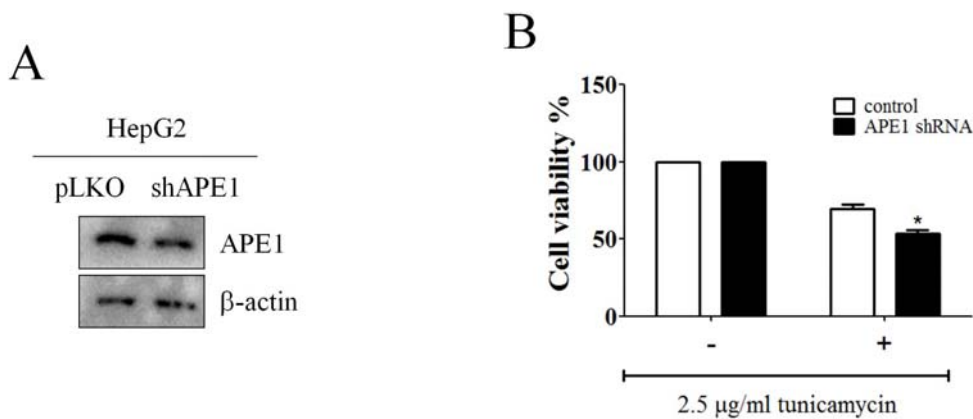 A
HepG2
pLKO shAPE1
APE1
β-actin
B
Cell viability %
150
100
50
0
control
APE1 shRNA
*
- +
2.5 µg/ml tunicamycin